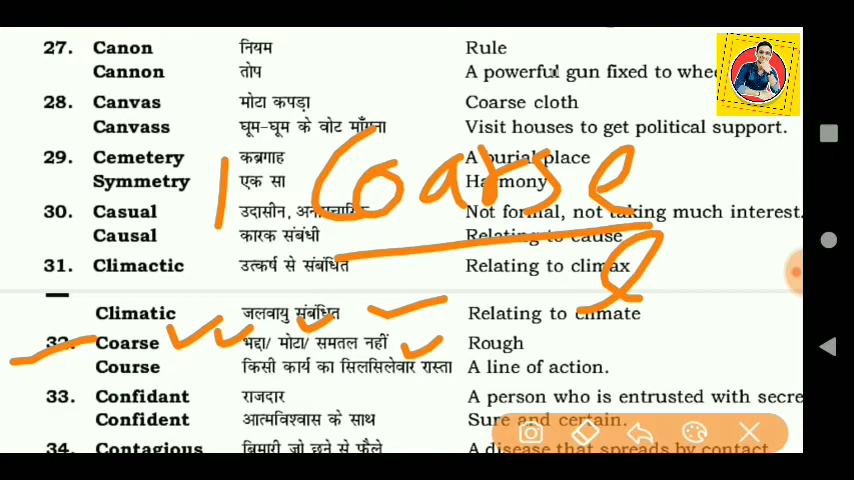 27. Canon नियम Rule
Cannon तोप A powerful gun fixed to whee
28. Canvas मोटा कपड़ा Coarse cloth
Canvass घूम-घूम के वोट माँगना Visit houses to get political support.
29. Cemetery कब्रगाह A burial place
Symmetry एक सा Harmony
1 Coarse
30. Casual उदासीन, Not formal, not taking much interest.
Causal कारक संबंधी Relating to cause
31. Climactic उत्कर्ष से संबंधित Relating to climax
Climatic जलवायु संबंधित Relating to climate
32. Coarse भद्दा/ मोटा/ समतल नहीं Rough
Course किसी कार्य का सिलसिलेवार रास्ता A line of action.
33. Confidant राजदार A person who is entrusted with secre
Confident आत्मविश्वास के साथ Sure and certain.
34. Contagious बिमारी जो छूने से फैले A disease that spreads by contact